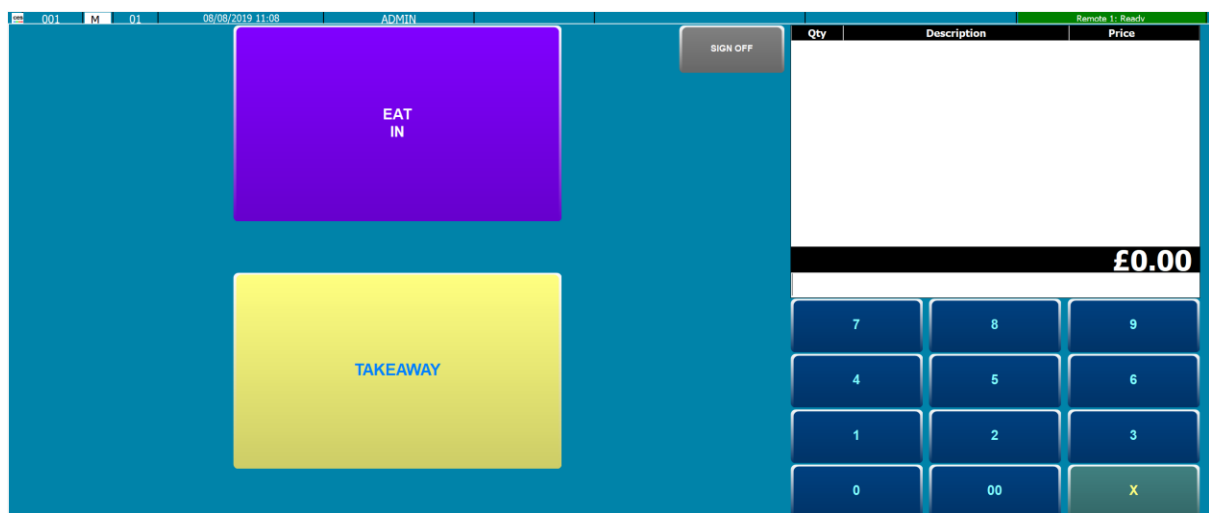 ces 001 M 01 08/08/2019 11:08 ADMIN Remote 1: Ready
EAT
IN
SIGN OFF
TAKEAWAY
Qty Description Price
£0.00
7 8 9
4 5 6
1 2 3
0 00 X